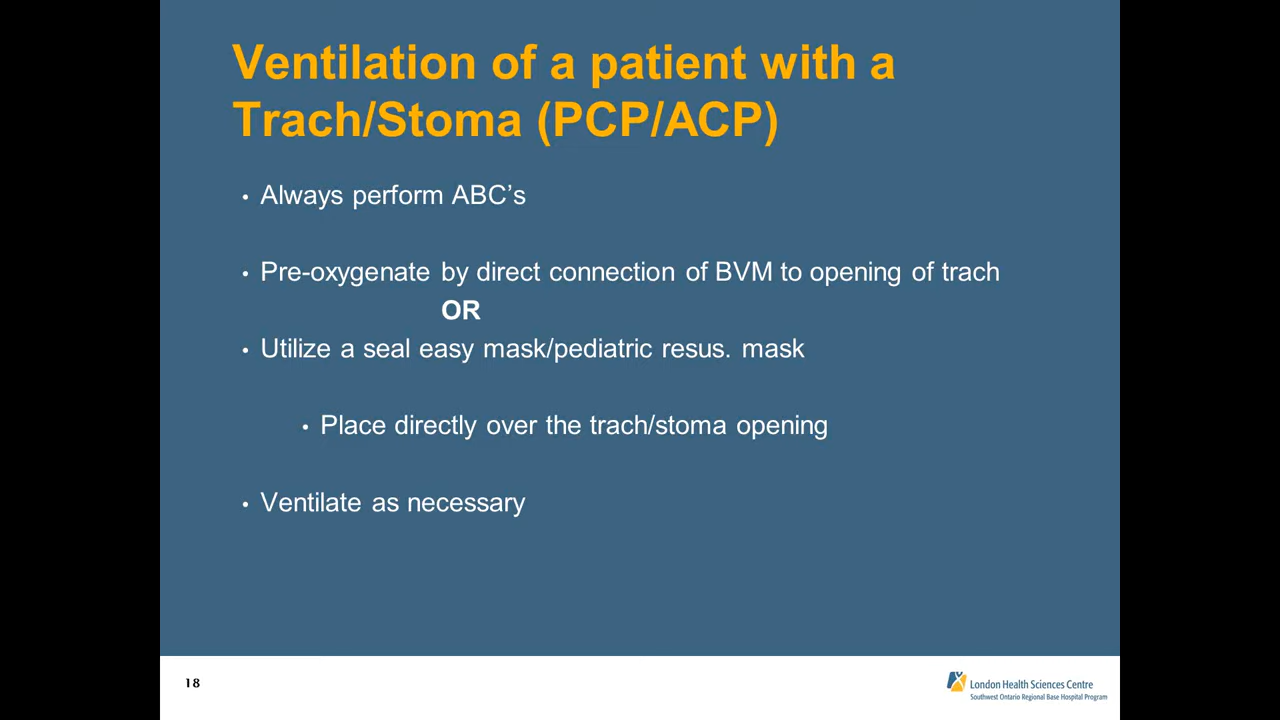 Ventilation of a patient with a
Trach/Stoma (PCP/ACP)
• Always perform ABC’s
• Pre-oxygenate by direct connection of BVM to opening of trach
OR
• Utilize a seal easy mask/pediatric resus. mask
• Place directly over the trach/stoma opening
• Ventilate as necessary
18
London Health Sciences Centre
Southwest Ontario Regional Base Hospital Program